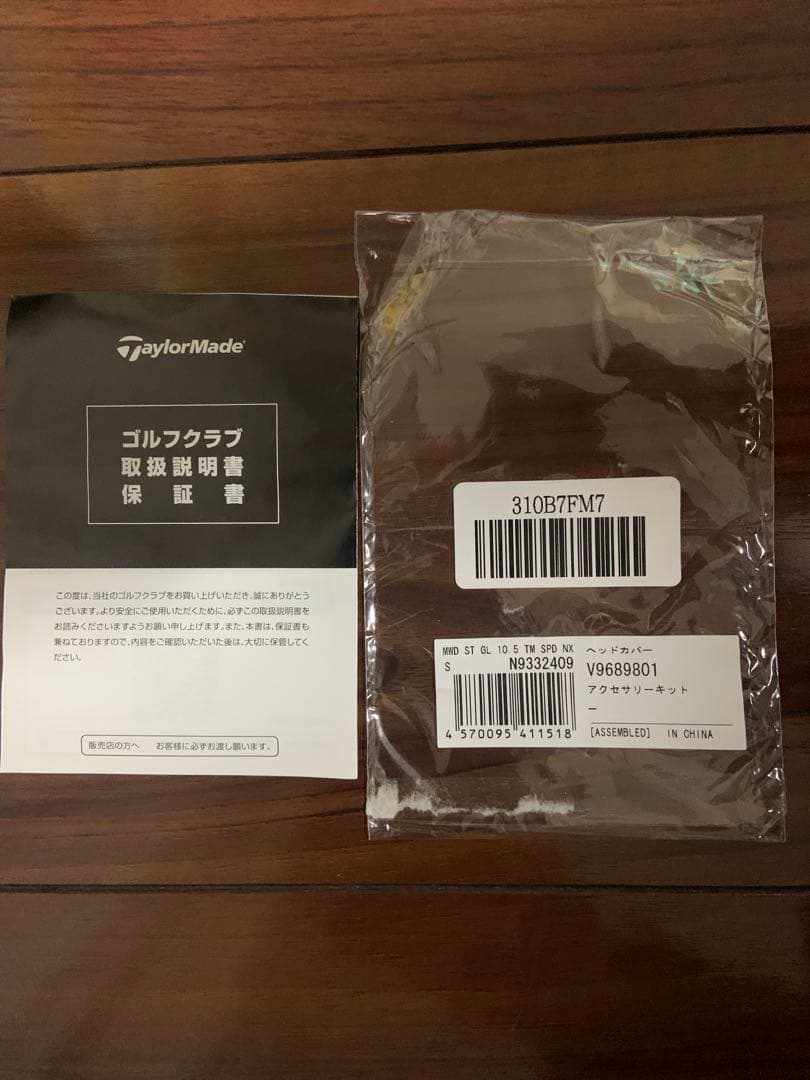 TaylorMade
ゴルフクラブ
取扱説明書
保証書
この度は、当社のゴルフクラブをお買い上げいただき、誠にありがとう
ございます。より安全にご使用いただくために、必ずこの取扱説明書を
お読みくださいますようお願い申し上げます。また、本書は、保証書も
兼ねておりますので、内容をご確認いただいた後は、大切に保管してく
ださい。
販売店の方へ お客様に必ずお渡し願います。
310B7FM7
MWD ST GL 10.5 TM SPD NX
S N9332409
4 570095 411518
ヘッドカバー
V9689801
アクセサリーキット
—
[ASSEMBLED] IN CHINA